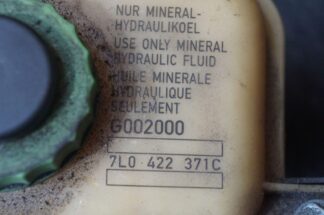 NUR MINERAL-
HYDRAULIKOEL
USE ONLY MINERAL
HYDRAULIC FLUID
HUILE MINERALE
HYDRAULIQUE
SEULEMENT
G002000
7L0 422 371C